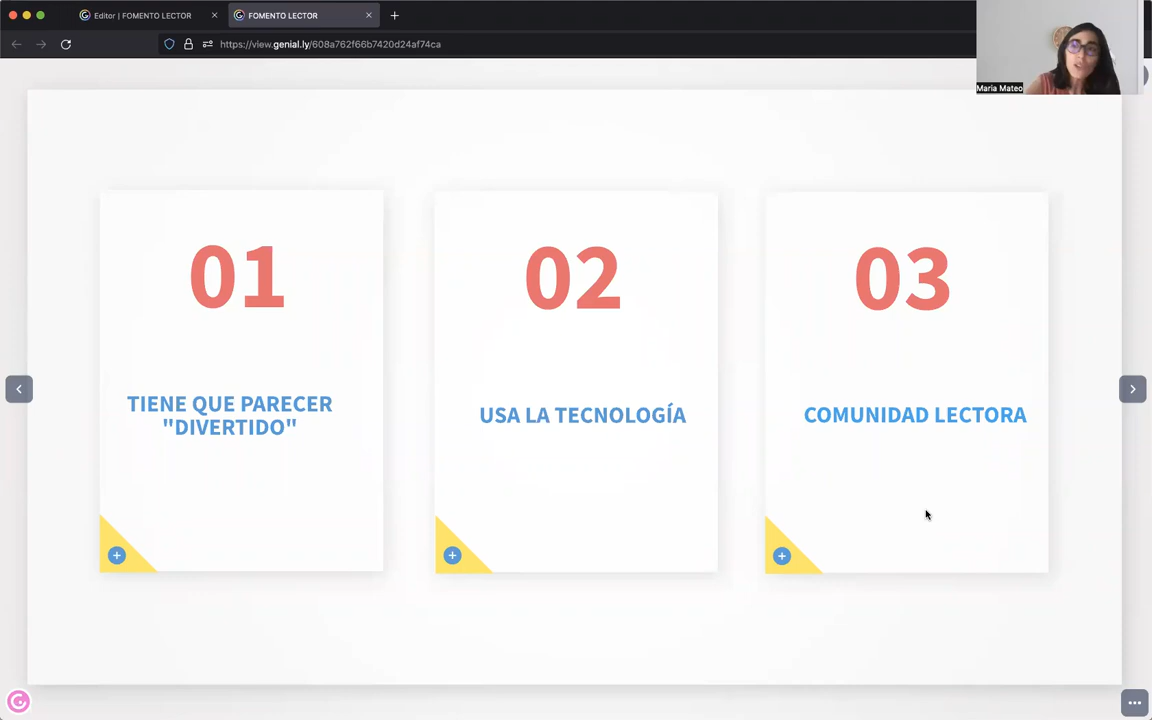 Editor | FOMENTO LECTOR
FOMENTO LECTOR
https://view.genial.ly/608a762f66b7420d24af74ca
Maria Mateo
01
TIENE QUE PARECER
"DIVERTIDO"
02
USA LA TECNOLOGÍA
03
COMUNIDAD LECTORA